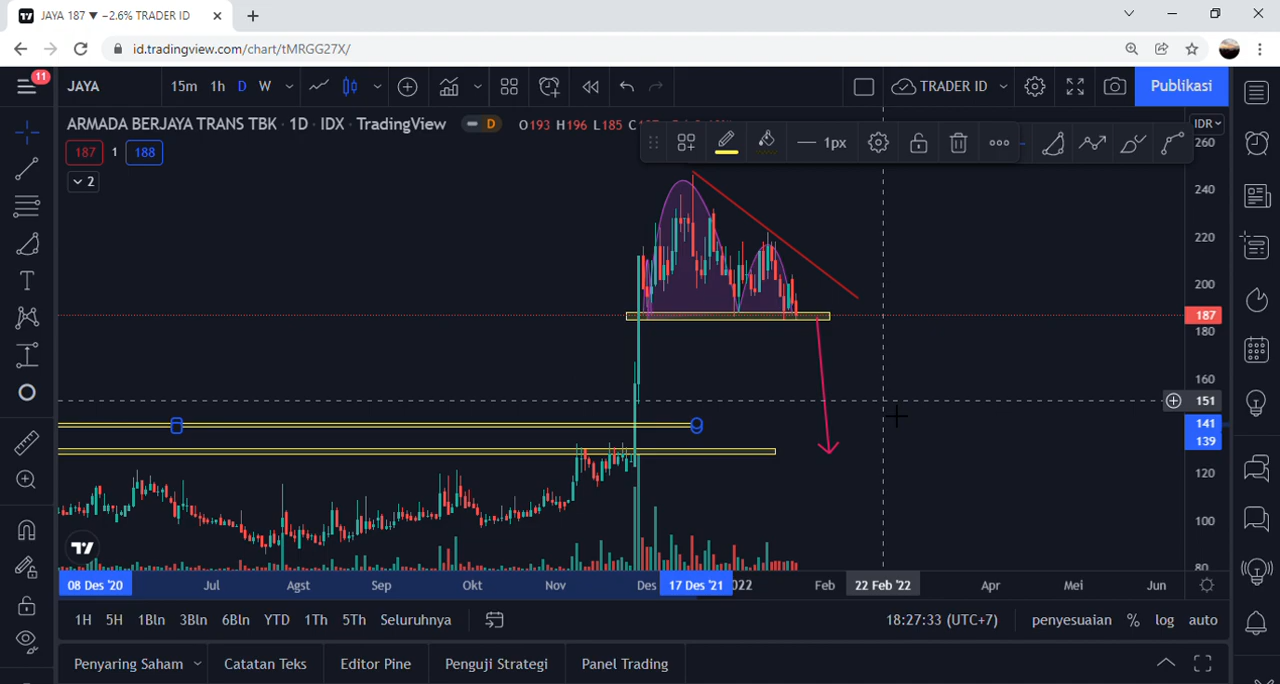 JAYA 187 ▼ −2.6% TRADER ID
id.tradingview.com/chart/tMRGG27X/
11
JAYA
15m 1h D W
TRADER ID
Publikasi
ARMADA BERJAYA TRANS TBK · 1D · IDX · TradingView
D
O193 H196 L185
IDR
187 1 188
2
1px
260
240
220
200
187
180
160
151
141
139
120
100
80
08 Des '20
Jul
Agst
Sep
Okt
Nov
Des
17 Des '21
022
Feb
22 Feb '22
Apr
Mei
Jun
1H 5H 1Bln 3Bln 6Bln YTD 1Th 5Th Seluruhnya
18:27:33 (UTC+7)
penyesuaian % log auto
Penyaring Saham Catatan Teks Editor Pine Penguji Strategi Panel Trading